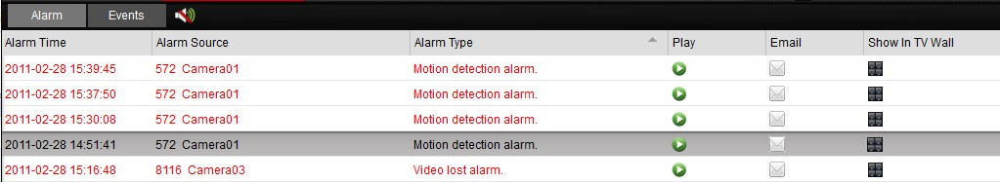 Alarm Events
Alarm Time Alarm Source Alarm Type Play Email Show In TV Wall
2011-02-28 15:39:45 572 Camera01 Motion detection alarm.
2011-02-28 15:37:50 572 Camera01 Motion detection alarm.
2011-02-28 15:30:08 572 Camera01 Motion detection alarm.
2011-02-28 14:51:41 572 Camera01 Motion detection alarm.
2011-02-28 15:16:48 8116 Camera03 Video lost alarm.